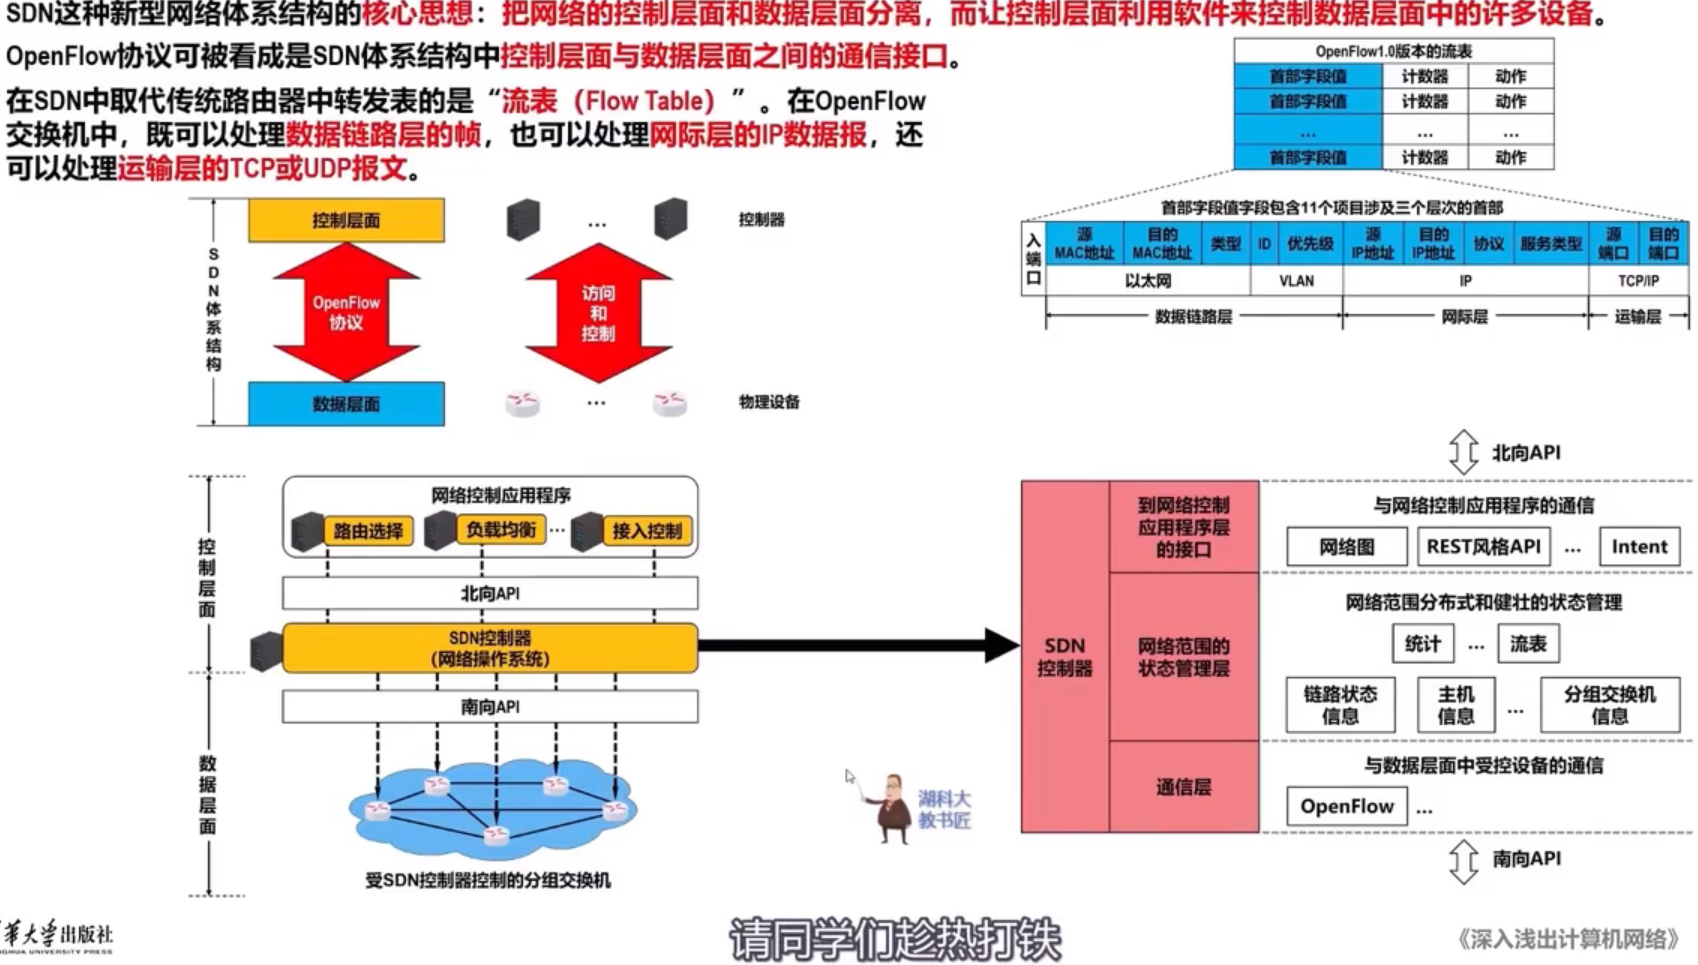 SDN这种新型网络体系结构的核心思想：把网络的控制层面和数据层面分离，而让控制层面利用软件来控制数据层面中的许多设备。
OpenFlow协议可被看成是SDN体系结构中控制层面与数据层面之间的通信接口。
在SDN中取代传统路由器中转发表的是“流表（Flow Table）”。在OpenFlow
交换机中，既可以处理数据链路层的帧，也可以处理网际层的IP数据报，还
可以处理运输层的TCP或UDP报文。
OpenFlow1.0版本的流表
首部字段值 计数器 动作
首部字段值 计数器 动作
... ... ...
首部字段值 计数器 动作
首部字段值字段包含11个项目涉及三个层次的首部
入端口
源MAC地址 目的MAC地址 类型 ID 优先级 源IP地址 目的IP地址 协议 服务类型 源端口 目的端口
以太网 VLAN IP TCP/IP
数据链路层 网际层 运输层
SDN体系结构
控制层面
OpenFlow
协议
数据层面
... 控制器
访问
和
控制
... 物理设备
控制层面
网络控制应用程序
路由选择 负载均衡 ... 接入控制
北向API
SDN控制器
（网络操作系统）
数据层面
南向API
受SDN控制器控制的分组交换机
湖科大
教书匠
北向API
SDN
控制器
到网络控制
应用程序层
的接口
与网络控制应用程序的通信
网络图 REST风格API ... Intent
网络范围的
状态管理层
网络范围分布式和健壮的状态管理
统计 ... 流表
链路状态
信息
主机
信息
...
分组交换机
信息
通信层
与数据层面中受控设备的通信
OpenFlow ...
南向API
华大学出版社
GHUA UNIVERSITY PRESS
请同学们趁热打铁
《深入浅出计算机网络》